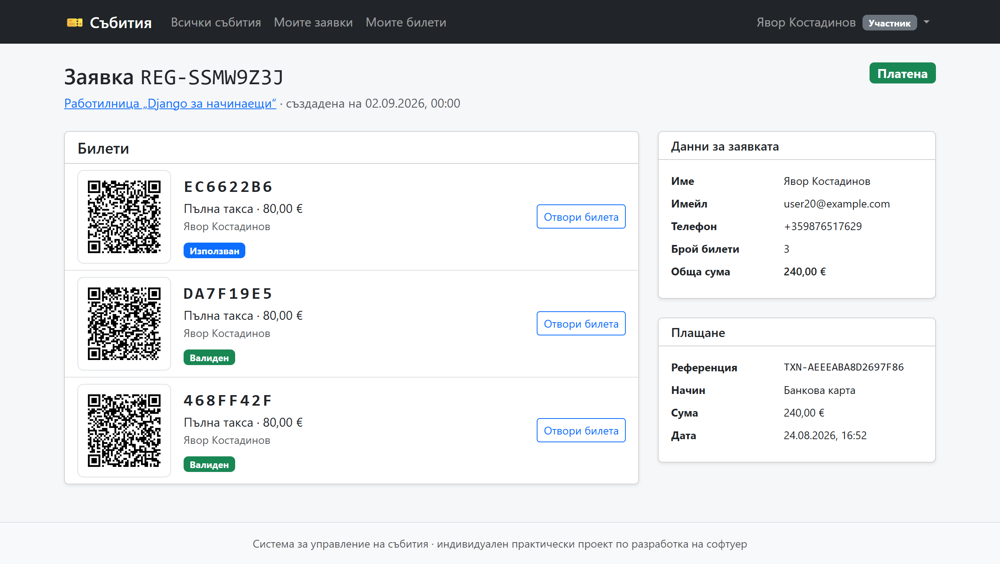 Събития
Всички събития
Моите заявки
Моите билети
Явор Костадинов
Участник
Заявка REG-SSMW9Z3J
Платена
Работилница „Django за начинаещи“ · създадена на 02.09.2026, 00:00
Билети
EC6622B6
Пълна такса · 80,00 €
Явор Костадинов
Използван
Отвори билета
DA7F19E5
Пълна такса · 80,00 €
Явор Костадинов
Валиден
Отвори билета
468FF42F
Пълна такса · 80,00 €
Явор Костадинов
Валиден
Отвори билета
Данни за заявката
Име Явор Костадинов
Имейл user20@example.com
Телефон +359876517629
Брой билети 3
Обща сума 240,00 €
Плащане
Референция TXN-AEEEABA8D2697F86
Начин Банкова карта
Сума 240,00 €
Дата 24.08.2026, 16:52
Система за управление на събития · индивидуален практически проект по разработка на софтуер